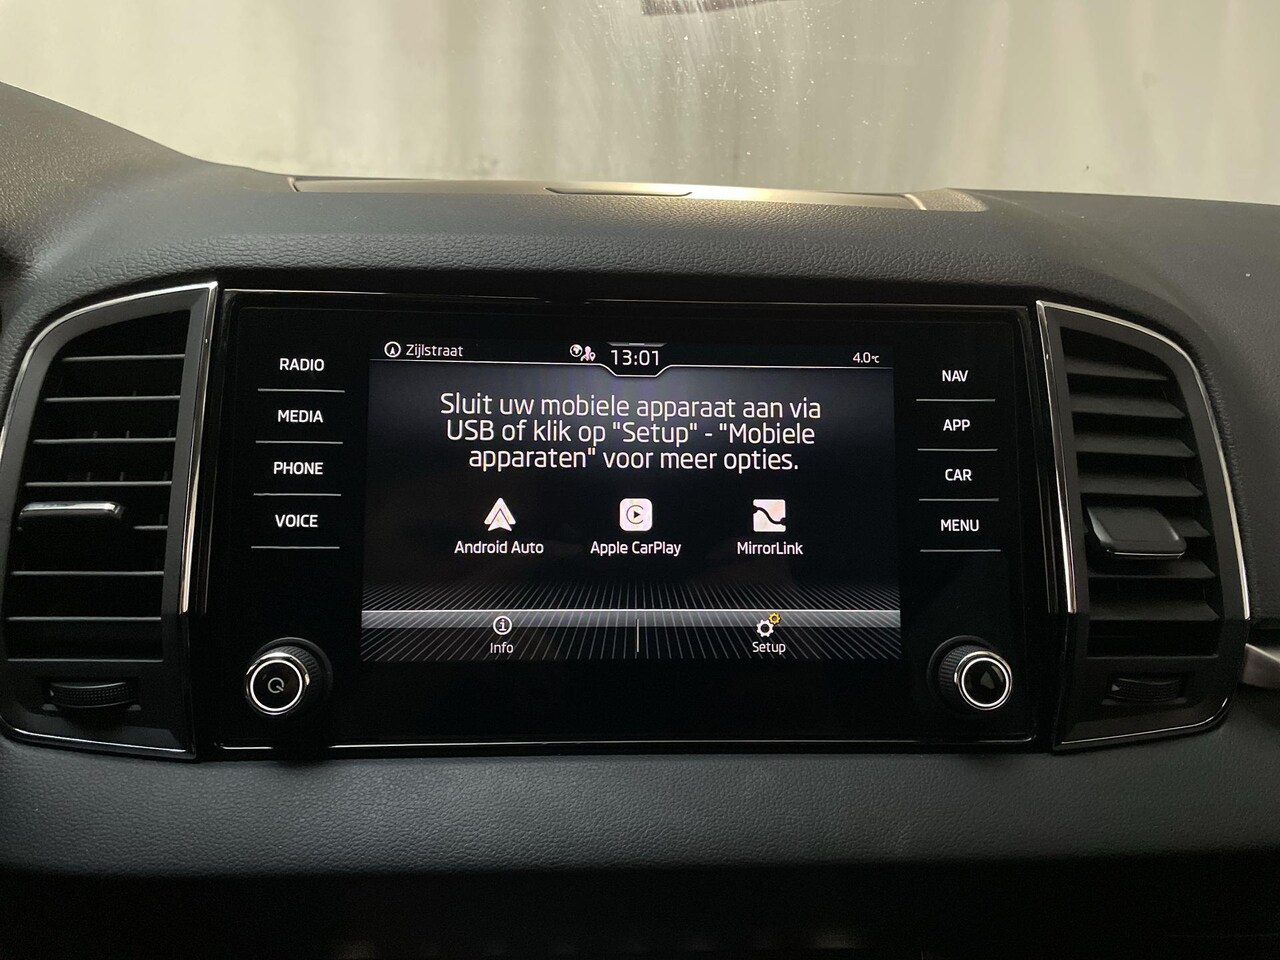 Zijlstraat 13:01 4.0°C
RADIO
MEDIA
PHONE
VOICE
Sluit uw mobiele apparaat aan via
USB of klik op "Setup" - "Mobiele
apparaten" voor meer opties.
Android Auto Apple CarPlay MirrorLink
Info Setup
NAV
APP
CAR
MENU